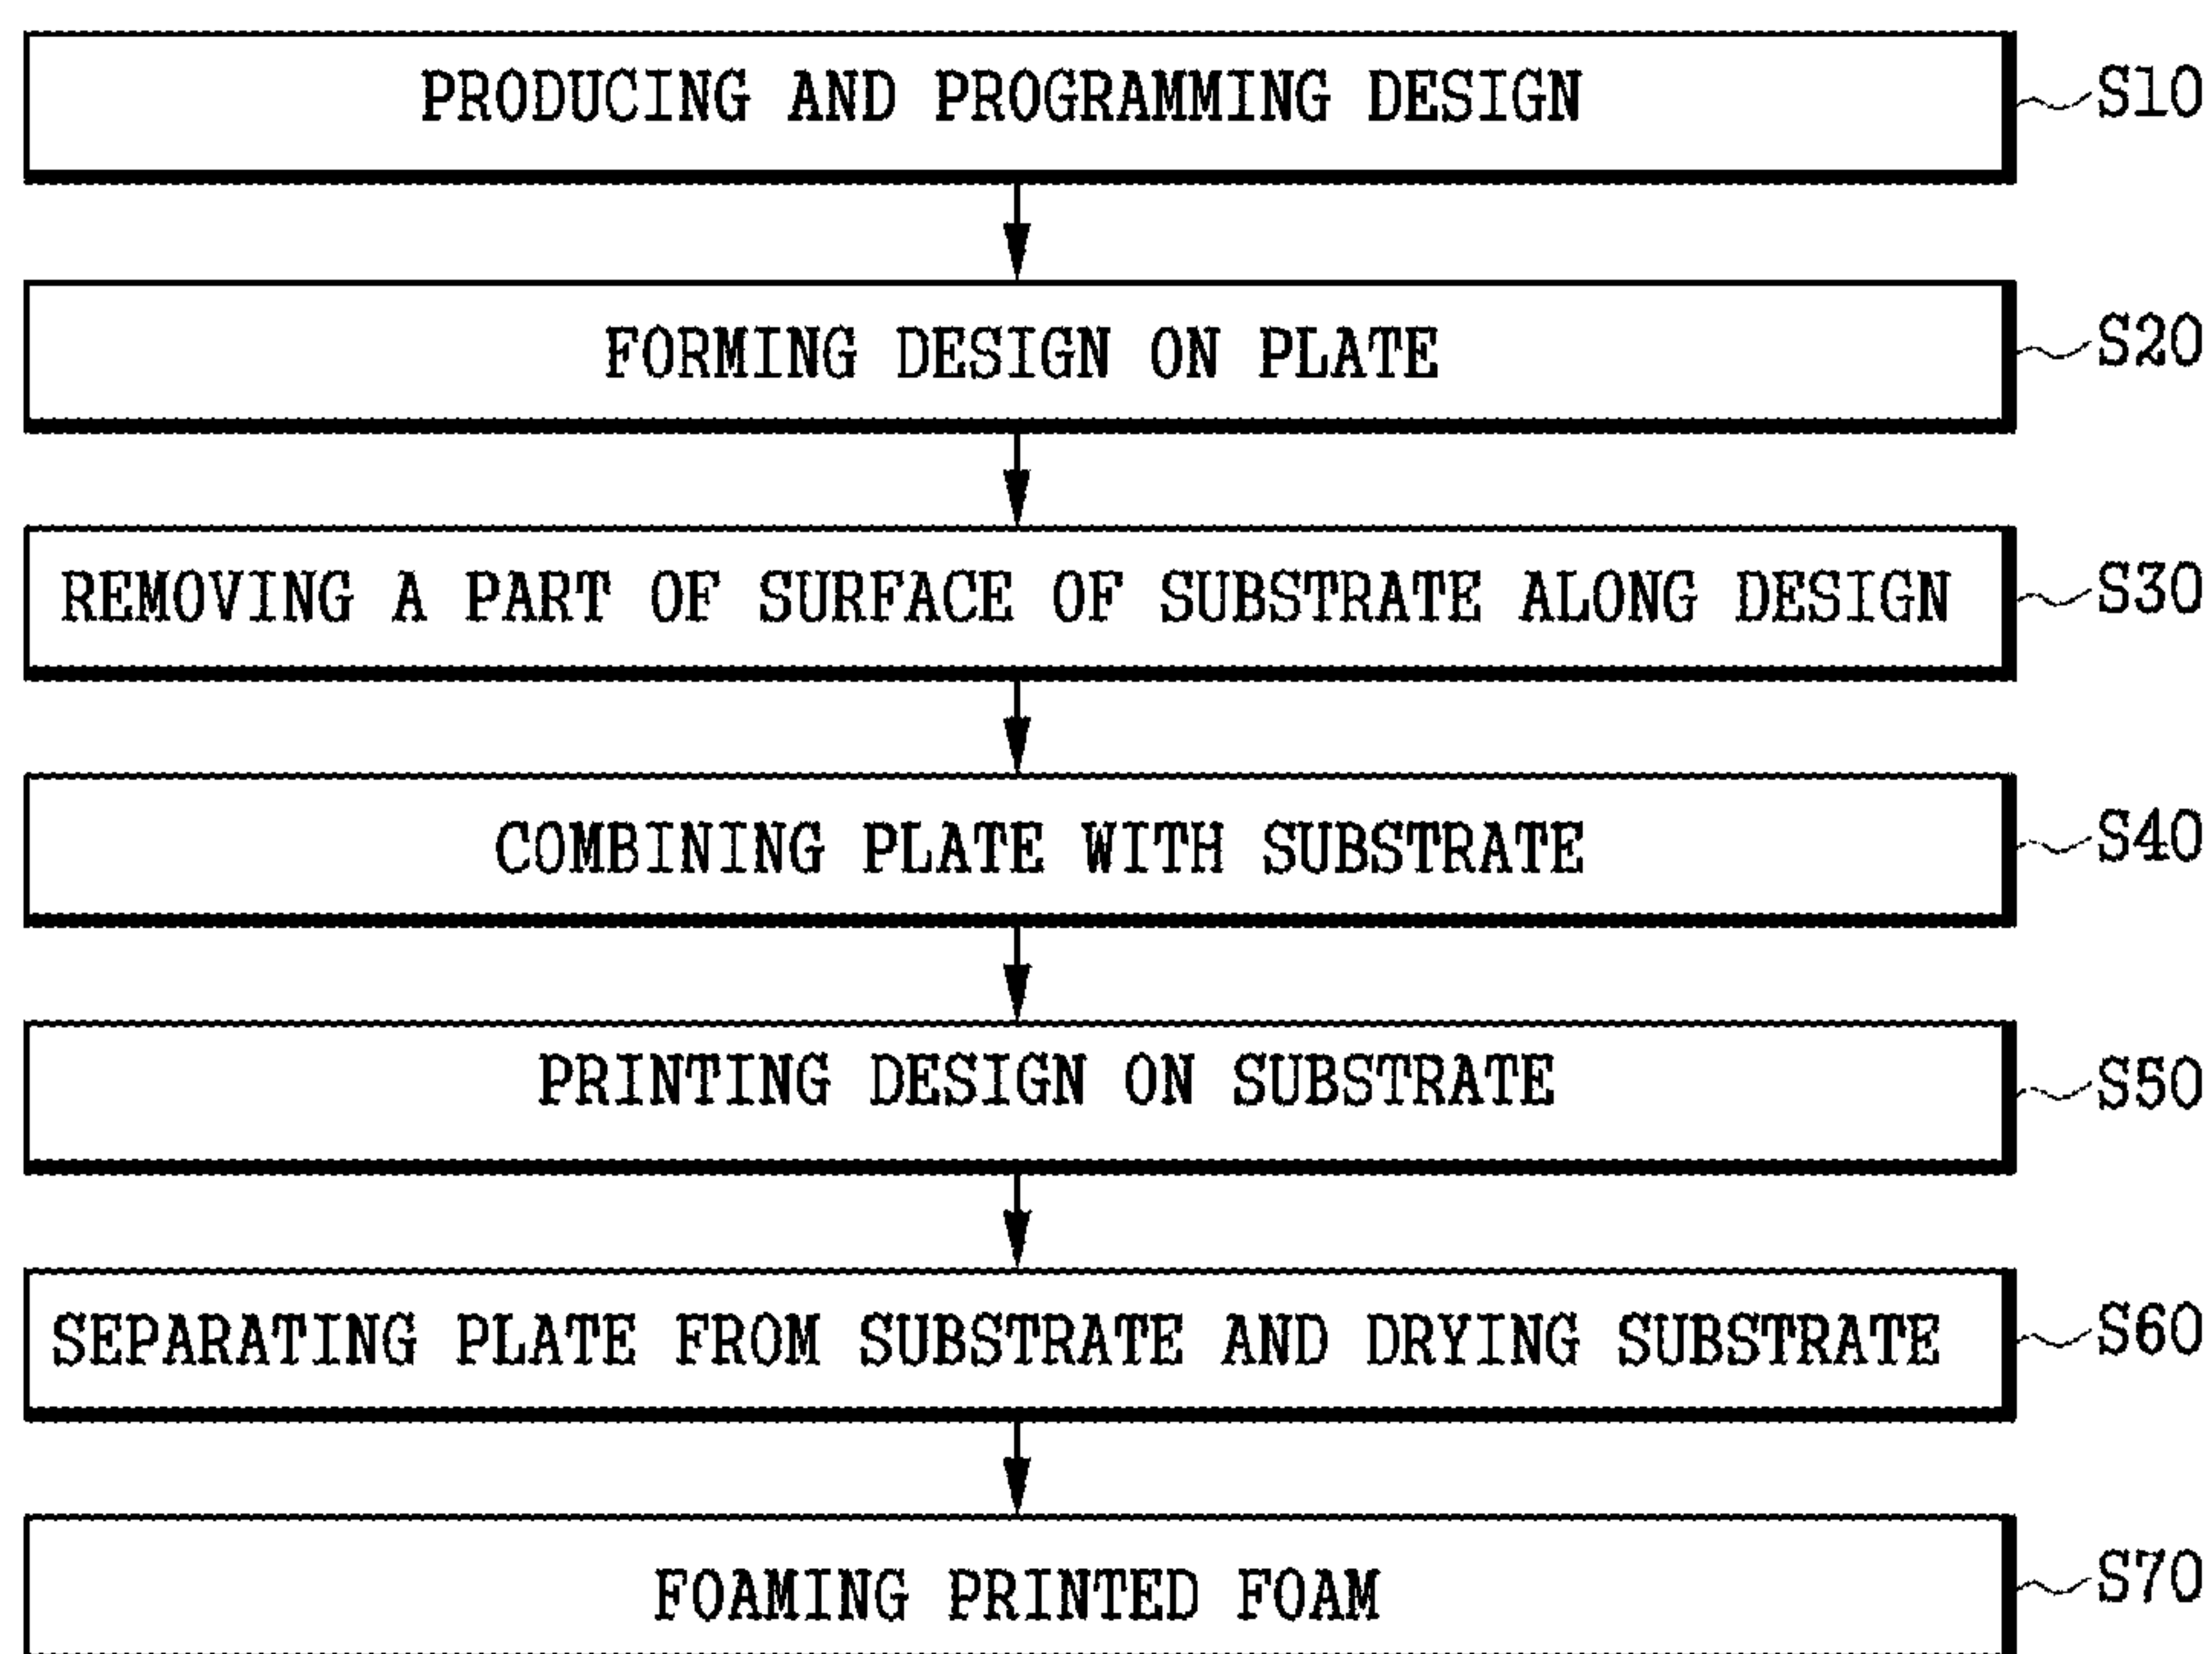 PRODUCING AND PROGRAMMING DESIGN S10
FORMING DESIGN ON PLATE S20
REMOVING A PART OF SURFACE OF SUBSTRATE ALONG DESIGN S30
COMBINING PLATE WITH SUBSTRATE S40
PRINTING DESIGN ON SUBSTRATE S50
SEPARATING PLATE FROM SUBSTRATE AND DRYING SUBSTRATE S60
FOAMING PRINTED FOAM S70